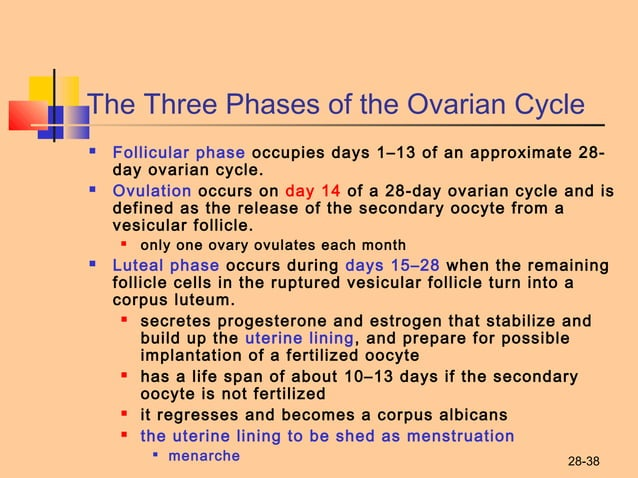 The Three Phases of the Ovarian Cycle
Follicular phase occupies days 1–13 of an approximate 28-
day ovarian cycle.
Ovulation occurs on day 14 of a 28-day ovarian cycle and is
defined as the release of the secondary oocyte from a
vesicular follicle.
only one ovary ovulates each month
Luteal phase occurs during days 15–28 when the remaining
follicle cells in the ruptured vesicular follicle turn into a
corpus luteum.
secretes progesterone and estrogen that stabilize and
build up the uterine lining, and prepare for possible
implantation of a fertilized oocyte
has a life span of about 10–13 days if the secondary
oocyte is not fertilized
it regresses and becomes a corpus albicans
the uterine lining to be shed as menstruation
menarche
28-38